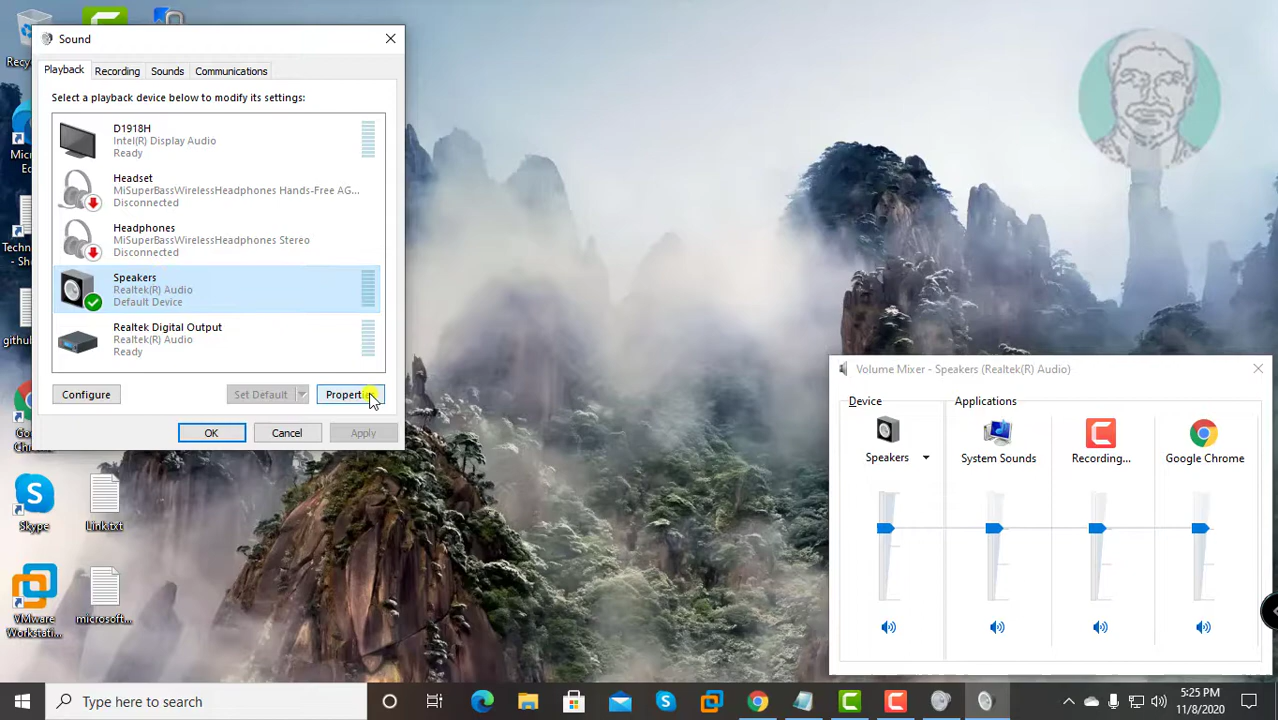 Sound
Playback
Recording
Sounds
Communications
Select a playback device below to modify its settings:
D1918H
Intel(R) Display Audio
Ready
Headset
MiSuperBassWirelessHeadphones Hands-Free AG...
Disconnected
Headphones
MiSuperBassWirelessHeadphones Stereo
Disconnected
Speakers
Realtek(R) Audio
Default Device
Realtek Digital Output
Realtek(R) Audio
Ready
Configure
Set Default
OK
Cancel
Apply
Skype
Link.txt
VMware
Workstati...
microsoft...
Volume Mixer - Speakers (Realtek(R) Audio)
Device
Applications
Speakers
System Sounds
Recording...
Google Chrome
Type here to search
5:25 PM
11/8/2020